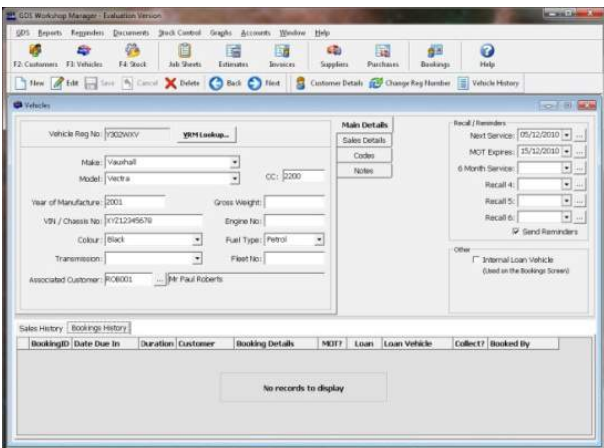 GDS Workshop Manager - Evaluation Version
GDS Reports Regginders Documents Stock Control Graphs Accounts Window Help
F2: Customers F3: Vehicles F4: Stock Job Sheets Estimates Invoices Suppliers Purchases Bookings Help
New Edit Save Cancel Delete Back Next Customer Details Change Reg Number Vehicle History
Vehicles
Vehicle Reg No: Y302WXV VRM Lookup...
Make: Vauxhall
Model: Vectra CC: 2200
Year of Manufacture: 2001 Gross Weight:
VIN / Chassis No: XYZ12345678 Engine No:
Colour: Black Fuel Type: Petrol
Transmission: Fleet No:
Associated Customer: ROB001 ... Mr Paul Roberts
Main Details
Sales Details
Codes
Notes
Recall / Reminders
Next Service: 05/12/2010 ...
MOT Expires: 15/12/2010 ...
6 Month Service: ...
Recall 4: ...
Recall 5: ...
Recall 6: ...
Send Reminders
Other
Internal Loan Vehicle
(Used on the Bookings Screen)
Sales History Bookings History
BookingID Date Due In Duration Customer Booking Details MOT? Loan Loan Vehicle Collect? Booked By
No records to display